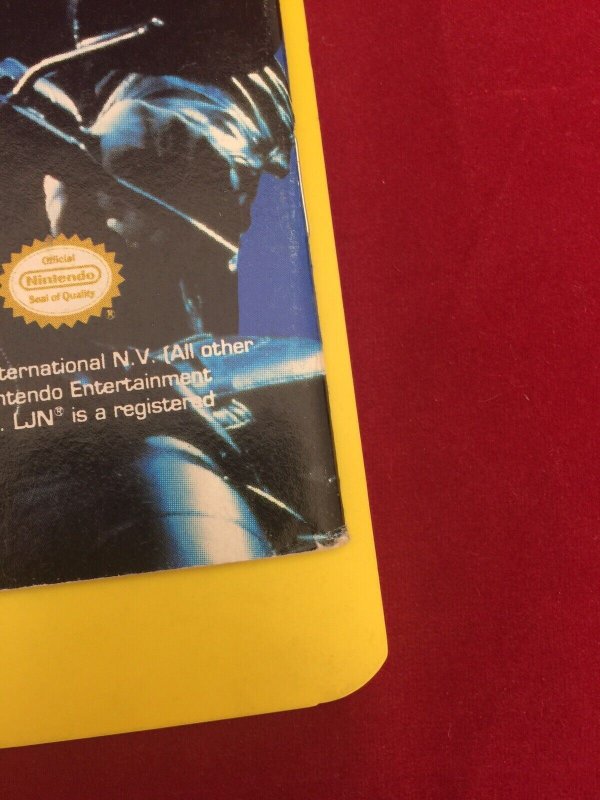 Official
Nintendo
Seal of Quality
®
ternational N.V. (All other
ntendo Entertainment
. LJN® is a registered